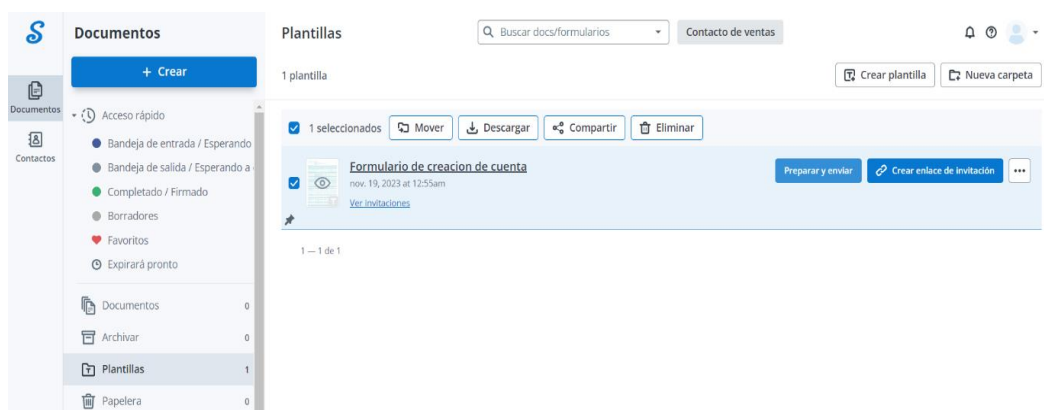 S
Documentos
Contactos
Documentos
+ Crear
Acceso rápido
Bandeja de entrada / Esperando
Bandeja de salida / Esperando a
Completado / Firmado
Borradores
Favoritos
Expirará pronto
Documentos 0
Archivar 0
Plantillas 1
Papelera 0
Plantillas
Buscar docs/formularios
Contacto de ventas
1 plantilla
Crear plantilla
Nueva carpeta
1 seleccionados
Mover
Descargar
Compartir
Eliminar
Formulario de creacion de cuenta
nov. 19, 2023 at 12:55am
Ver invitaciones
Preparar y enviar
Crear enlace de invitación
1 — 1 de 1